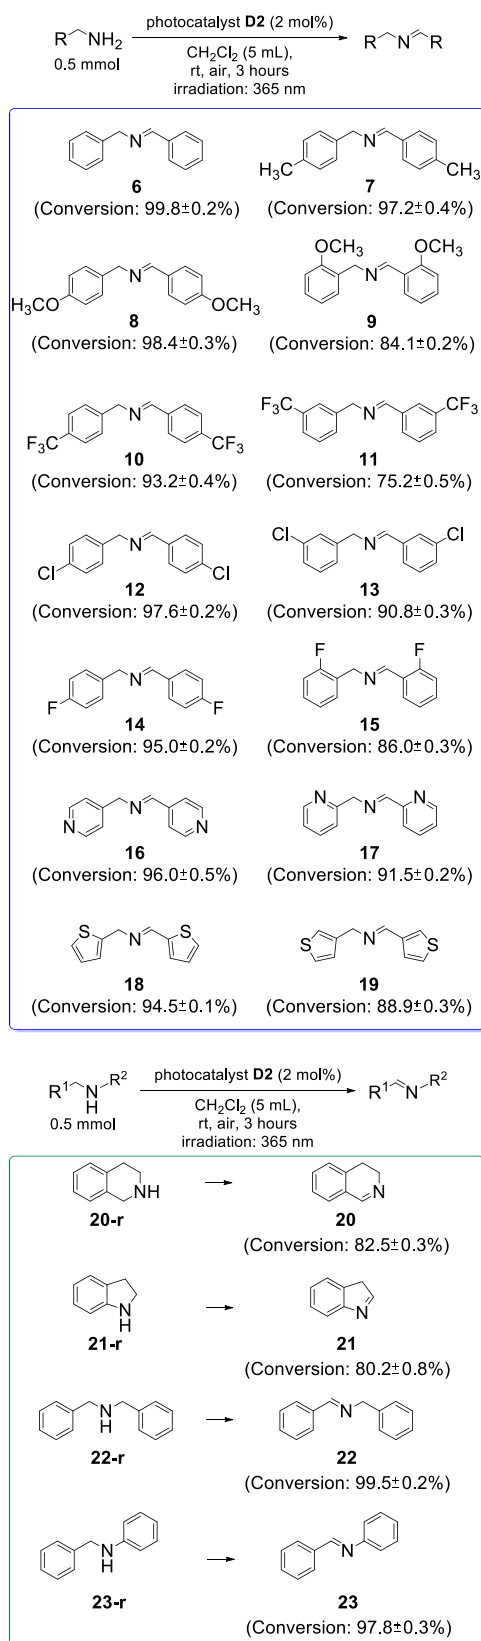 R NH2 photocatalyst D2 (2 mol%) R N R
0.5 mmol CH2Cl2 (5 mL),
rt, air, 3 hours
irradiation: 365 nm
N N
6 7
H3C CH3
(Conversion: 99.8±0.2%) (Conversion: 97.2±0.4%)
OCH3 OCH3
N N
H3CO OCH3
8 9
(Conversion: 98.4±0.3%) (Conversion: 84.1±0.2%)
N F3C N CF3
F3C CF3
10 11
(Conversion: 93.2±0.4%) (Conversion: 75.2±0.5%)
N Cl N Cl
Cl Cl
12 13
(Conversion: 97.6±0.2%) (Conversion: 90.8±0.3%)
F F
N N
F F
14 15
(Conversion: 95.0±0.2%) (Conversion: 86.0±0.3%)
N N N N
N N
16 17
(Conversion: 96.0±0.5%) (Conversion: 91.5±0.2%)
S N S N
S S
18 19
(Conversion: 94.5±0.1%) (Conversion: 88.9±0.3%)
R1 N R2 photocatalyst D2 (2 mol%) R1 N R2
H
0.5 mmol CH2Cl2 (5 mL),
rt, air, 3 hours
irradiation: 365 nm
NH N
20-r 20
(Conversion: 82.5±0.3%)
N N
H
21-r 21
(Conversion: 80.2±0.8%)
N N
H
22-r 22
(Conversion: 99.5±0.2%)
N N
H
23-r 23
(Conversion: 97.8±0.3%)